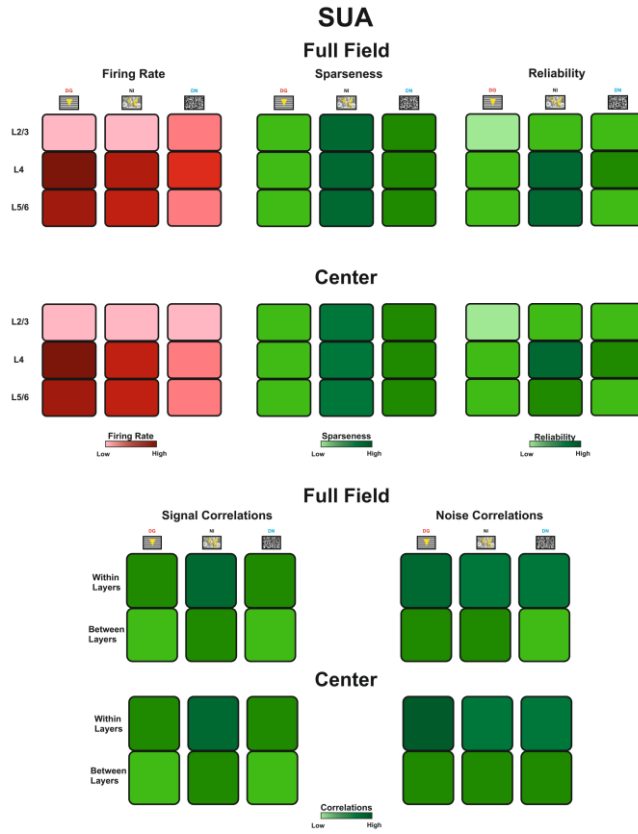 SUA
Full Field
Firing Rate Sparseness Reliability
DG NI DN DG NI DN DG NI DN
L2/3
L4
L5/6
Center
L2/3
L4
L5/6
Firing Rate Sparseness Reliability
Low High Low High Low High
Full Field
Signal Correlations Noise Correlations
DG NI DN DG NI DN
Within
Layers
Between
Layers
Center
Within
Layers
Between
Layers
Correlations
Low High